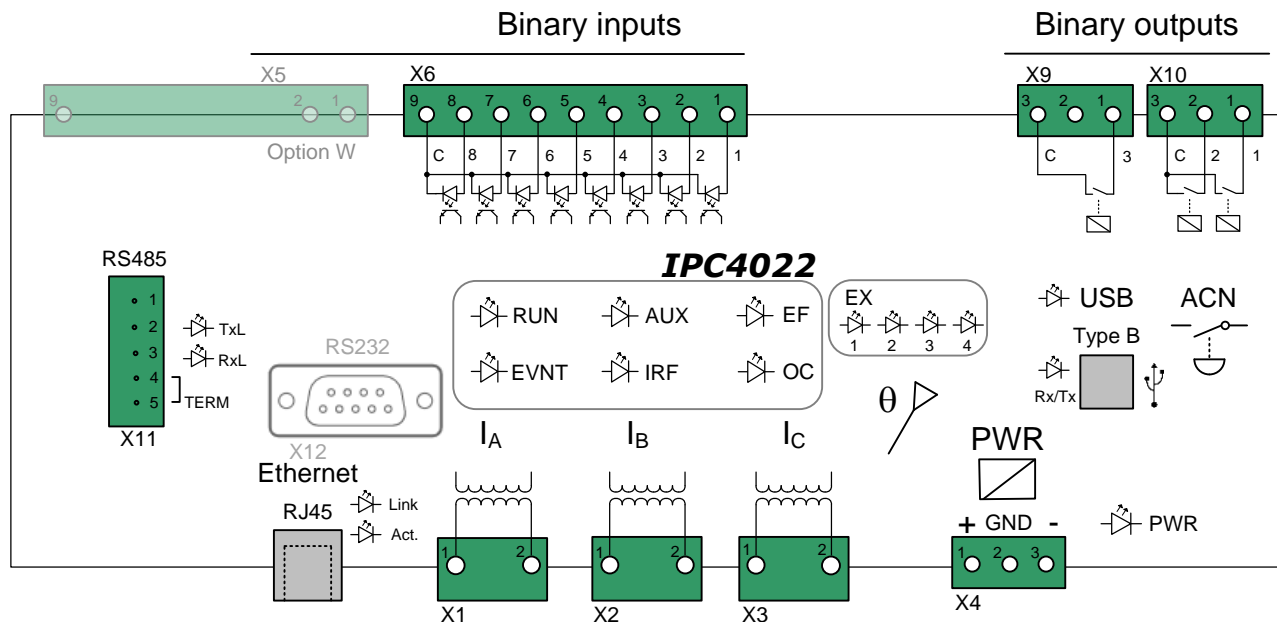 Binary inputs
Binary outputs
X5
X6
X9
X10
9
2
1
9
8
7
6
5
4
3
2
1
3
2
1
3
2
1
Option W
C
8
7
6
5
4
3
2
1
C
3
C
2
1
IPC4022
RS485
1
2
3
4
5
TxL
RxL
TERM
X11
RS232
X12
RUN
AUX
EF
EVNT
IRF
OC
EX
1
2
3
4
USB
ACN
Type B
Rx/Tx
θ
Ethernet
RJ45
Link
Act.
IA
IB
IC
1
2
X1
1
2
X2
1
2
X3
PWR
+ GND -
1
2
3
X4
PWR